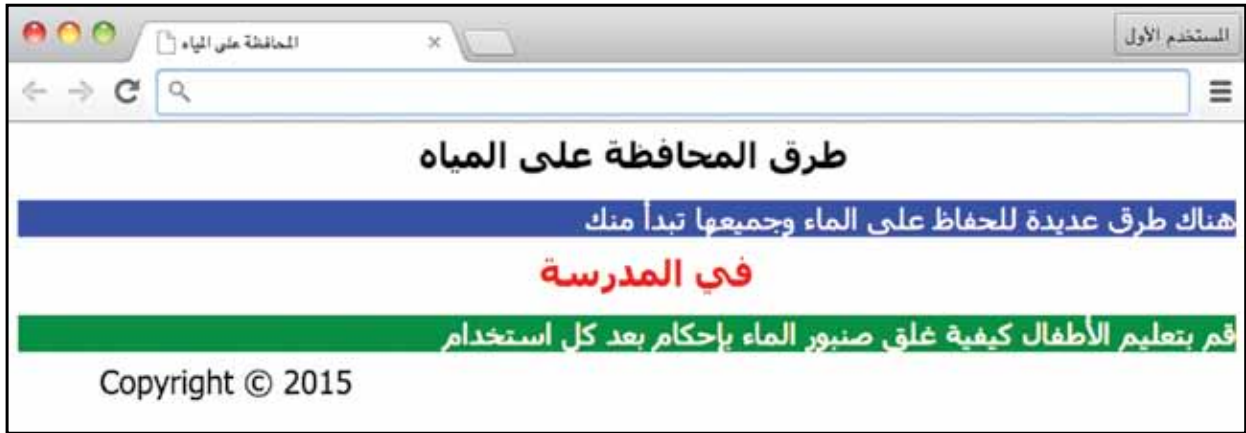 المحافظة على المياه
المستخدم الأول
طرق المحافظة على المياه
هناك طرق عديدة للحفاظ على الماء وجميعها تبدأ منك
في المدرسة
قم بتعليم الأطفال كيفية غلق صنبور الماء بإحكام بعد كل استخدام
Copyright © 2015